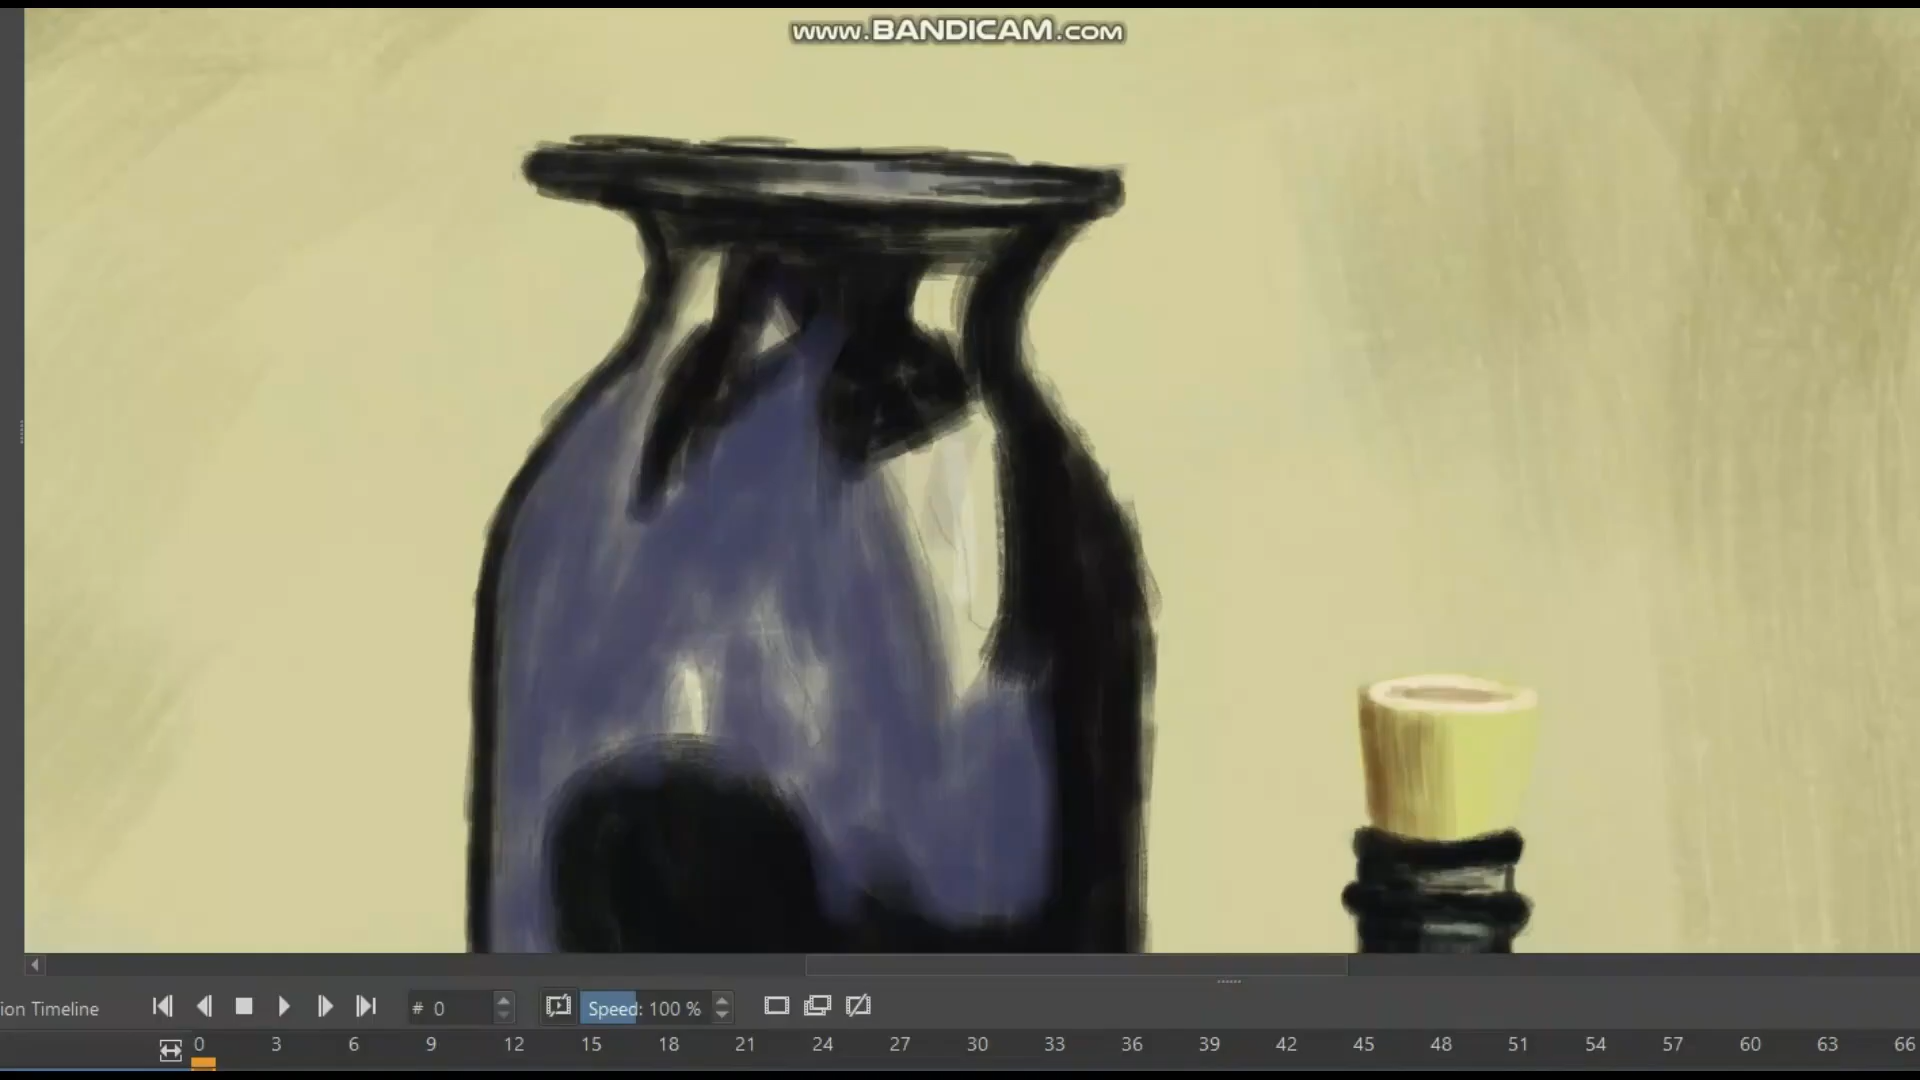 www.BANDICAM.com
ion Timeline
# 0
Speed: 100 %
0 3 6 9 12 15 18 21 24 27 30 33 36 39 42 45 48 51 54 57 60 63 66